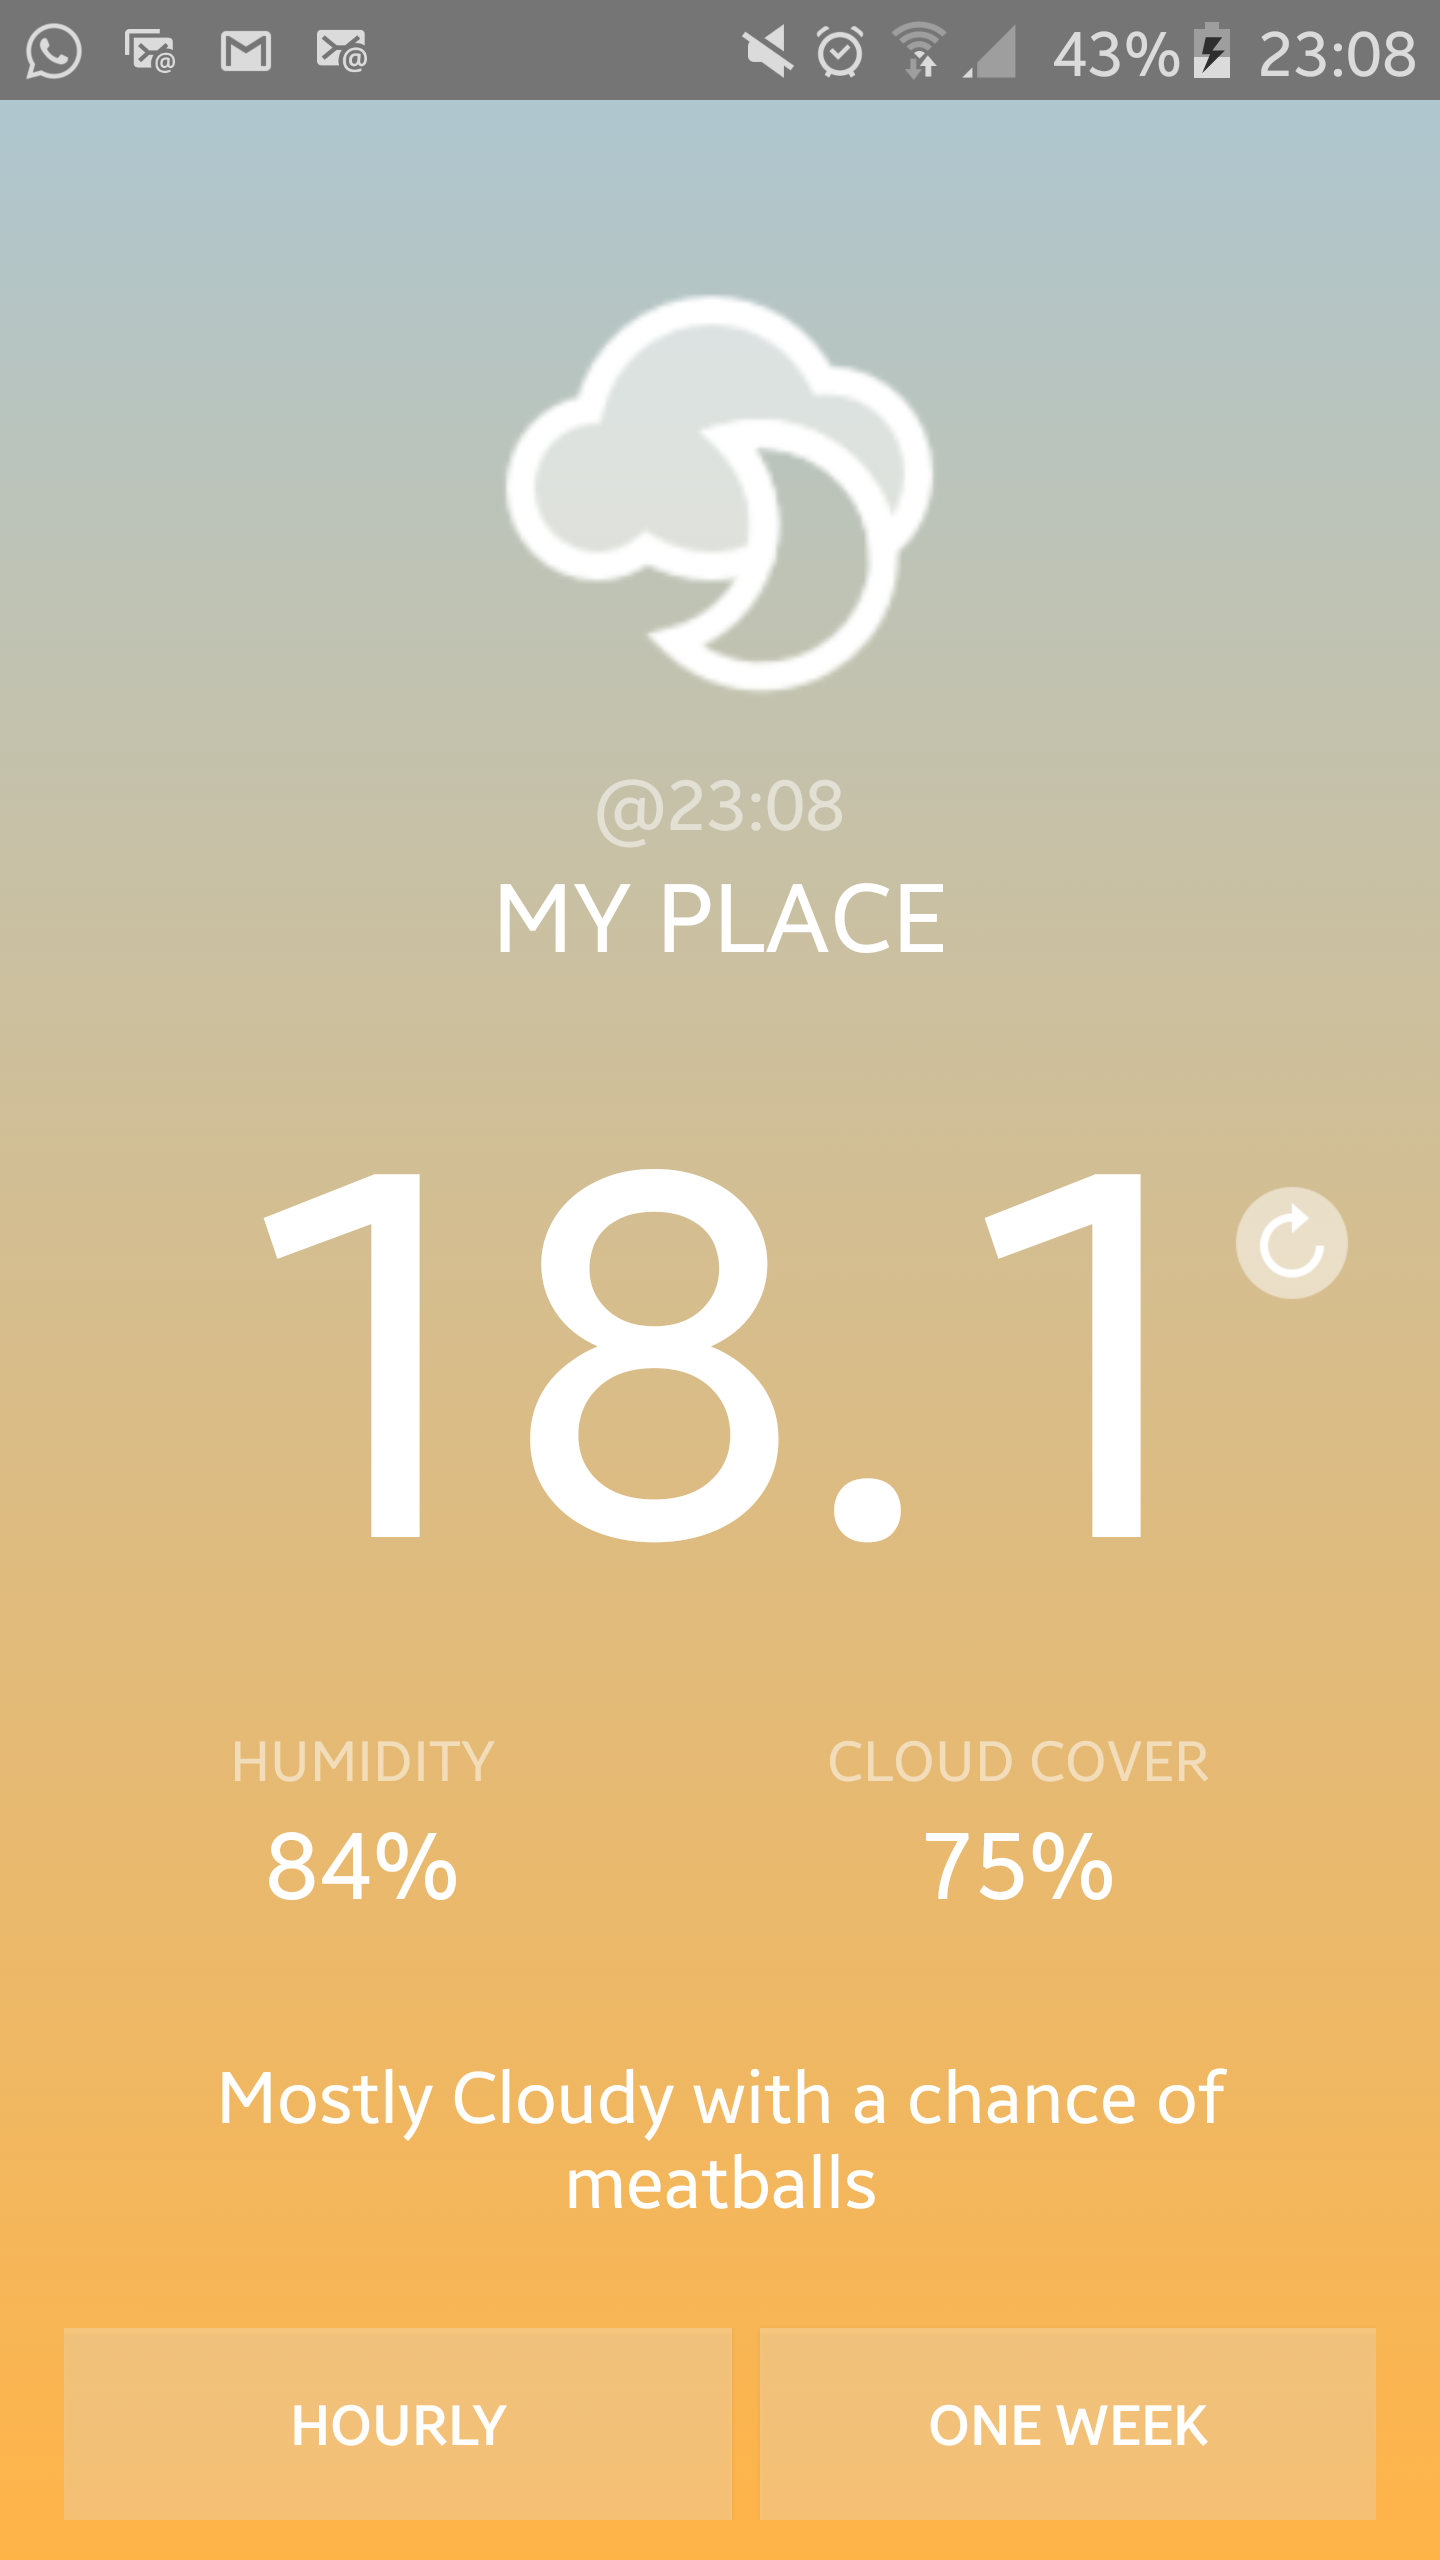 43% 23:08
@23:08
MY PLACE
18.1
HUMIDITY CLOUD COVER
84% 75%
Mostly Cloudy with a chance of
meatballs
HOURLY ONE WEEK